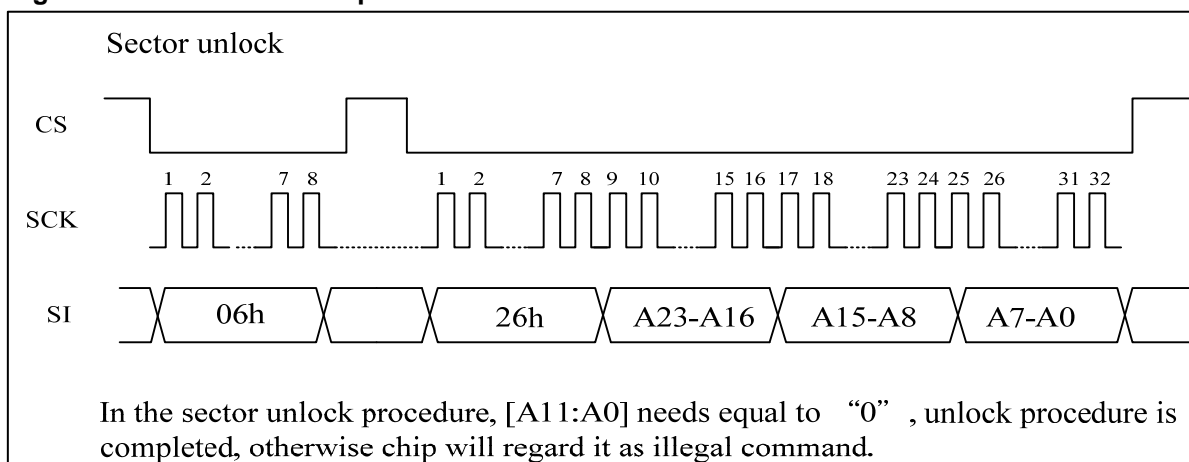 Sector unlock
CS
1 2 7 8 1 2 7 8 9 10 15 16 17 18 23 24 25 26 31 32
SCK
SI 06h 26h A23-A16 A15-A8 A7-A0
In the sector unlock procedure, [A11:A0] needs equal to “0” , unlock procedure is
completed, otherwise chip will regard it as illegal command.